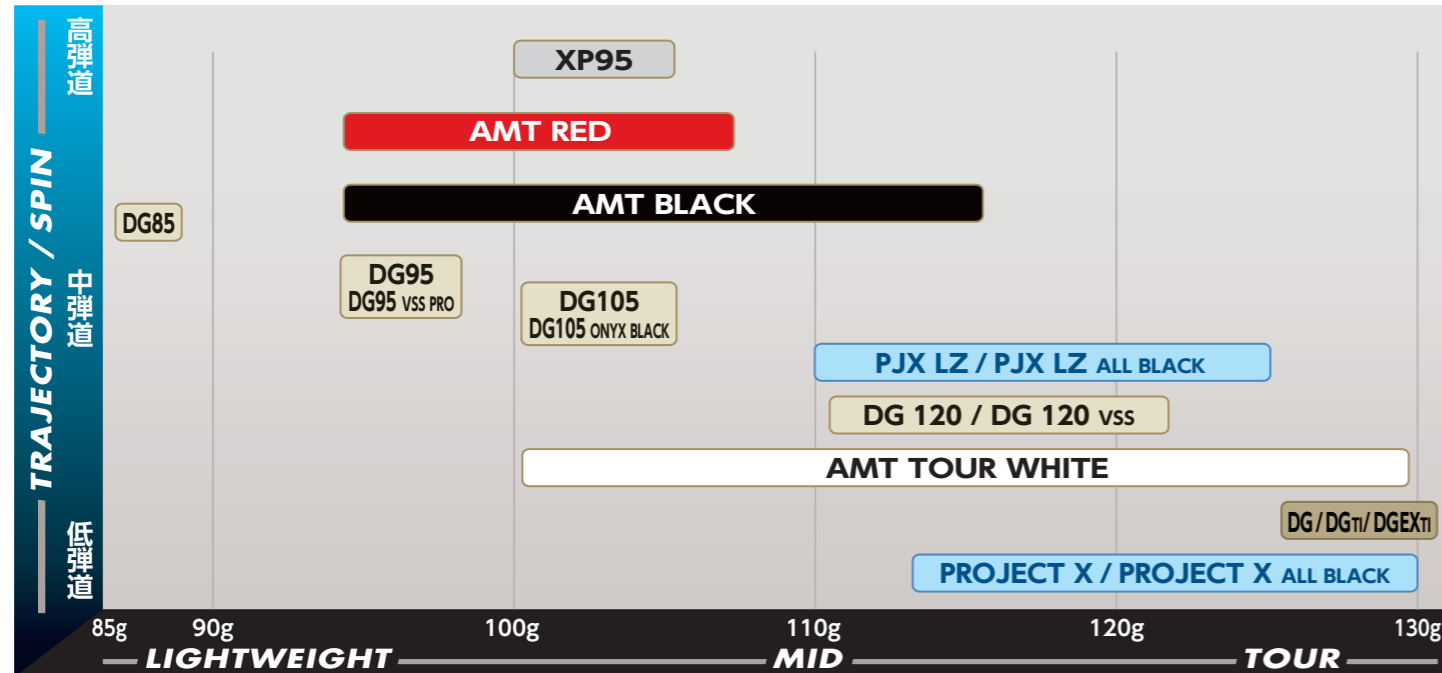 TRAJECTORY / SPIN
高弾道
中弾道
低弾道
XP95
AMT RED
AMT BLACK
DG85
DG95
DG95 VSS PRO
DG105
DG105 ONYX BLACK
PJX LZ / PJX LZ ALL BLACK
DG 120 / DG 120 VSS
AMT TOUR WHITE
DG / DGTI / DGEXTI
PROJECT X / PROJECT X ALL BLACK
85g 90g 100g 110g 120g 130g
LIGHTWEIGHT MID TOUR